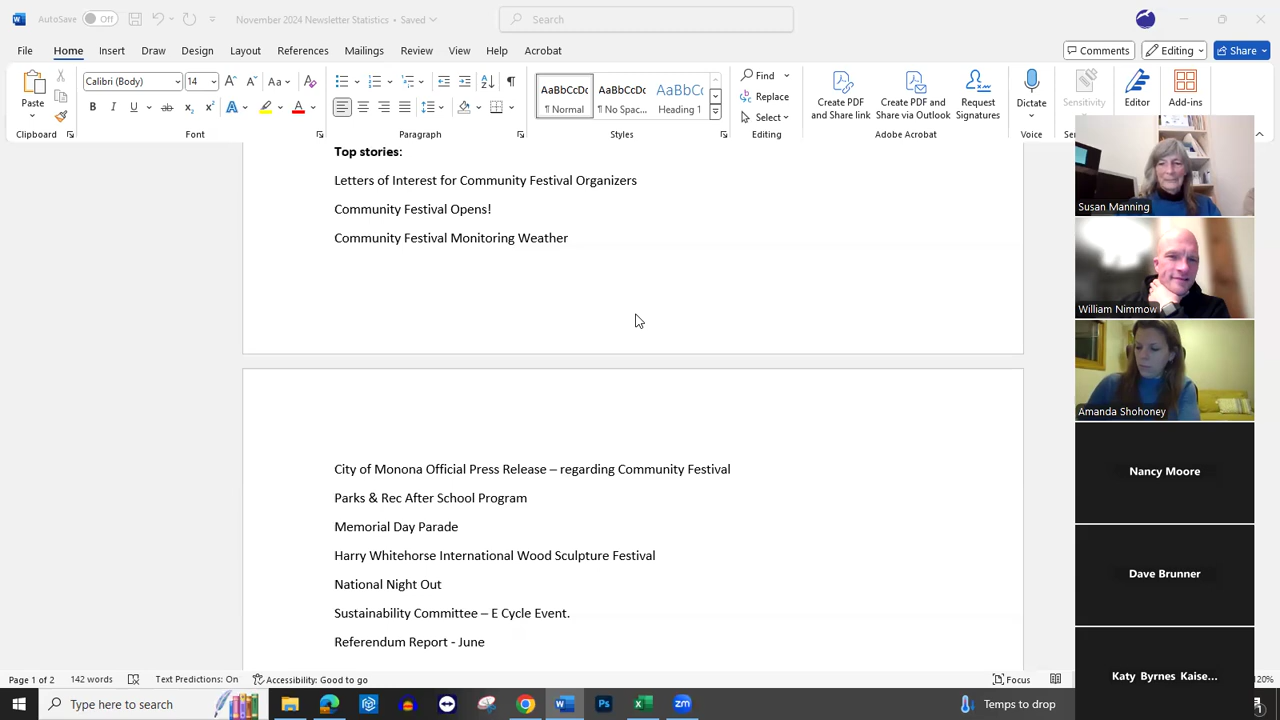 AutoSave Off November 2024 Newsletter Statistics • Saved Search
File Home Insert Draw Design Layout References Mailings Review View Help Acrobat Comments Editing Share
Paste
Clipboard
Calibri (Body) 14
Font
Paragraph
AaBbCcDc AaBbCcDc AaBbCc
¶ Normal ¶ No Spac... Heading 1
Styles
Find
Replace
Select
Editing
Create PDF and Share link
Create PDF and Share via Outlook
Request Signatures
Adobe Acrobat
Dictate
Voice
Sensitivity
Editor
Add-ins
Top stories:
Letters of Interest for Community Festival Organizers
Community Festival Opens!
Community Festival Monitoring Weather
City of Monona Official Press Release – regarding Community Festival
Parks & Rec After School Program
Memorial Day Parade
Harry Whitehorse International Wood Sculpture Festival
National Night Out
Sustainability Committee – E Cycle Event.
Referendum Report - June
Susan Manning
William Nimmow
Amanda Shohoney
Nancy Moore
Dave Brunner
Katy Byrnes Kaise...
Page 1 of 2 142 words Text Predictions: On Accessibility: Good to go Focus 120%
Type here to search Temps to drop